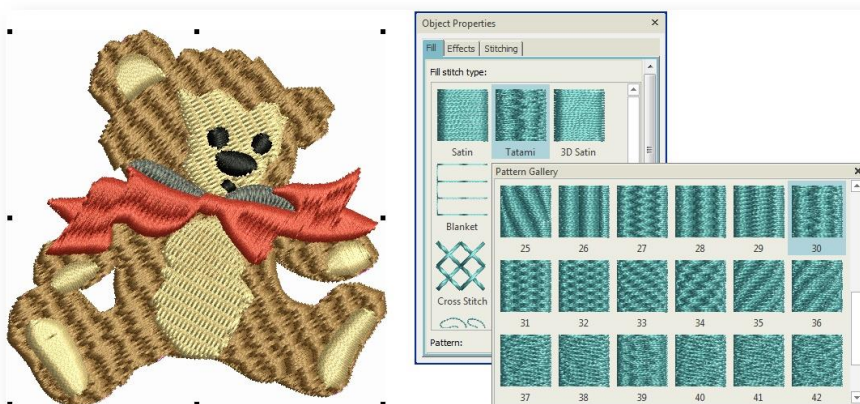 Object Properties
Fill Effects Stitching
Fill stitch type:
Satin Tatami 3D Satin
Blanket
Cross Stitch
Pattern:
Pattern Gallery
25 26 27 28 29 30
31 32 33 34 35 36
37 38 39 40 41 42